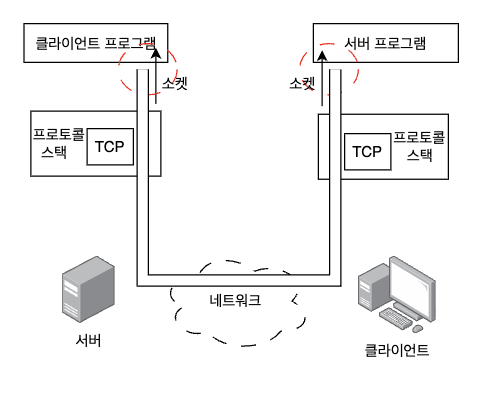 클라이언트 프로그램
서버 프로그램
소켓
소켓
프로토콜
스택
TCP
TCP
프로토콜
스택
네트워크
서버
클라이언트